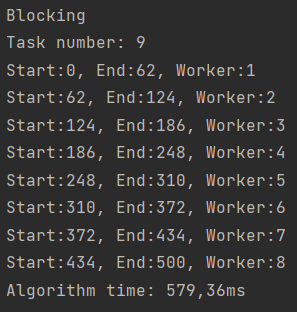 Blocking
Task number: 9
Start:0, End:62, Worker:1
Start:62, End:124, Worker:2
Start:124, End:186, Worker:3
Start:186, End:248, Worker:4
Start:248, End:310, Worker:5
Start:310, End:372, Worker:6
Start:372, End:434, Worker:7
Start:434, End:500, Worker:8
Algorithm time: 579,36ms